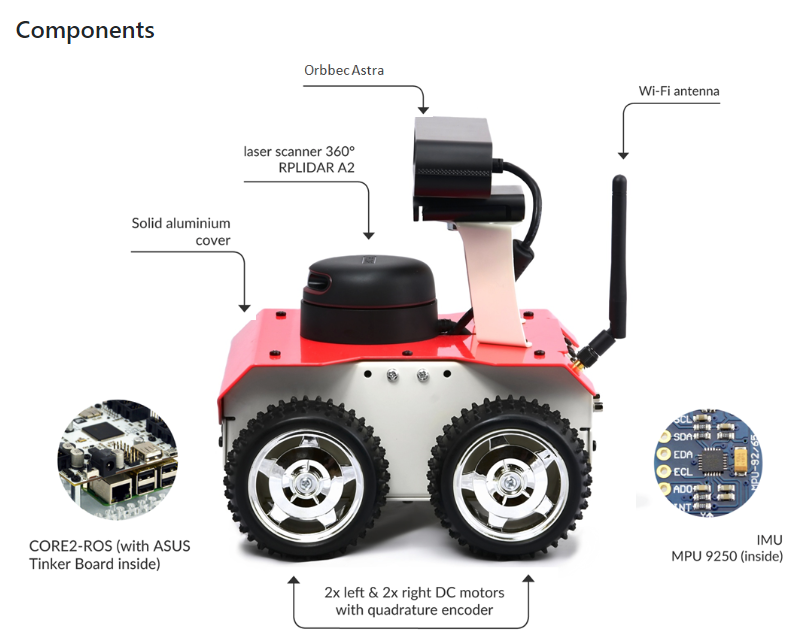 Components
Orbbec Astra
Wi-Fi antenna
laser scanner 360°
RPLIDAR A2
Solid aluminium
cover
SCL
SDA
EDA
ECL
ADO
INT
MPU-92/65
CORE2-ROS (with ASUS
Tinker Board inside)
IMU
MPU 9250 (inside)
2x left & 2x right DC motors
with quadrature encoder